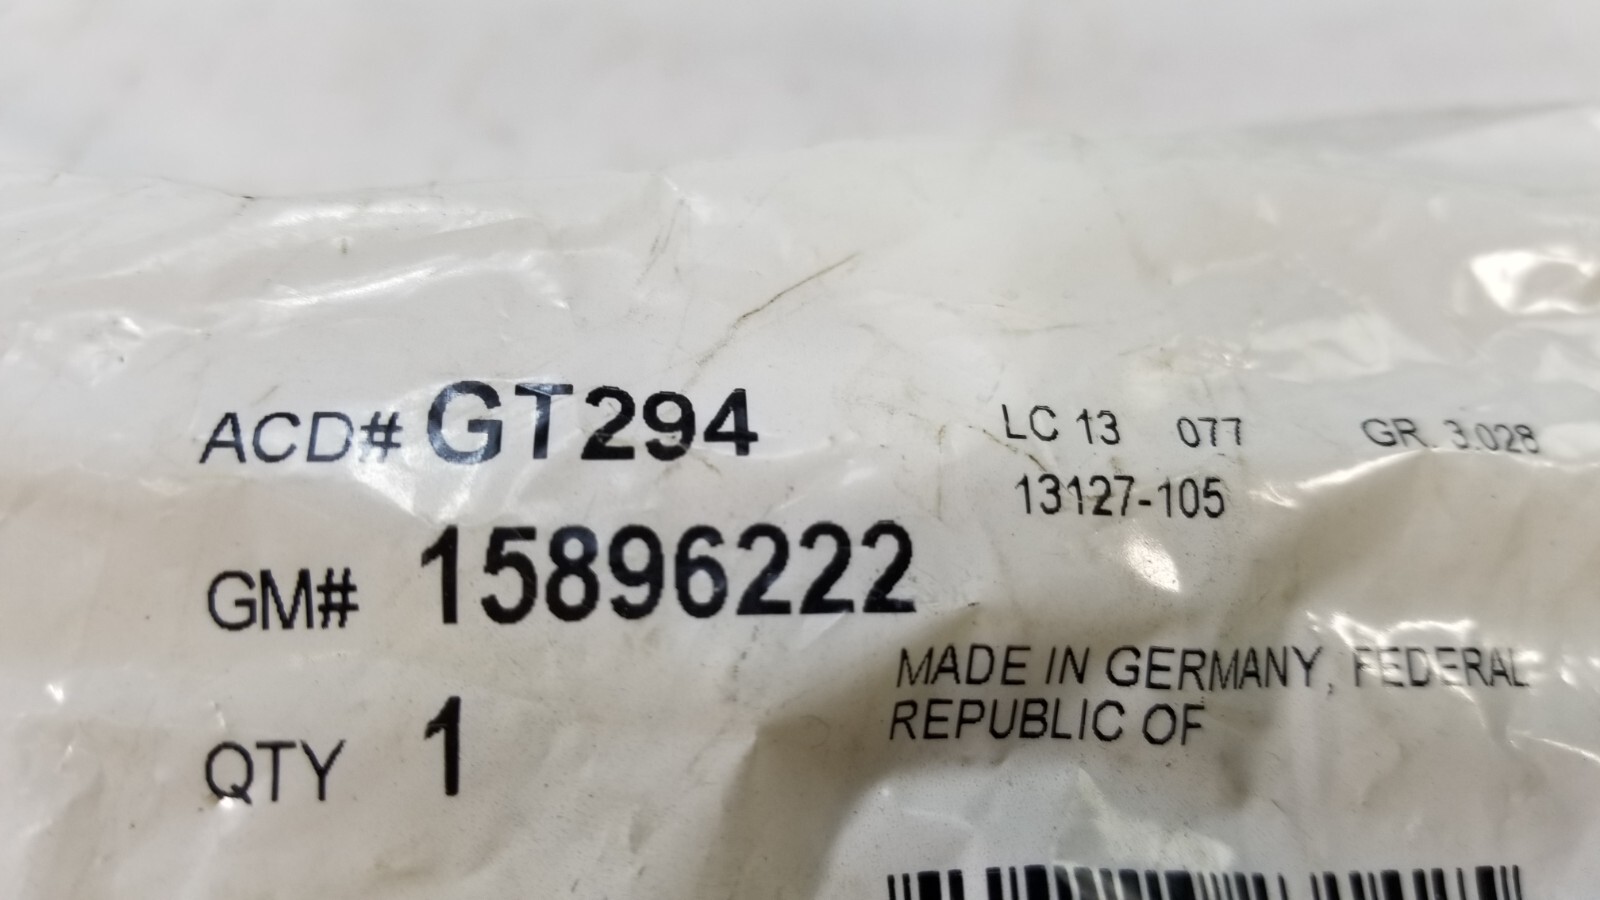 ACD# GT294
LC 13 077 GR. 3.028
13127-105
GM# 15896222
MADE IN GERMANY, FEDERAL
REPUBLIC OF
QTY 1